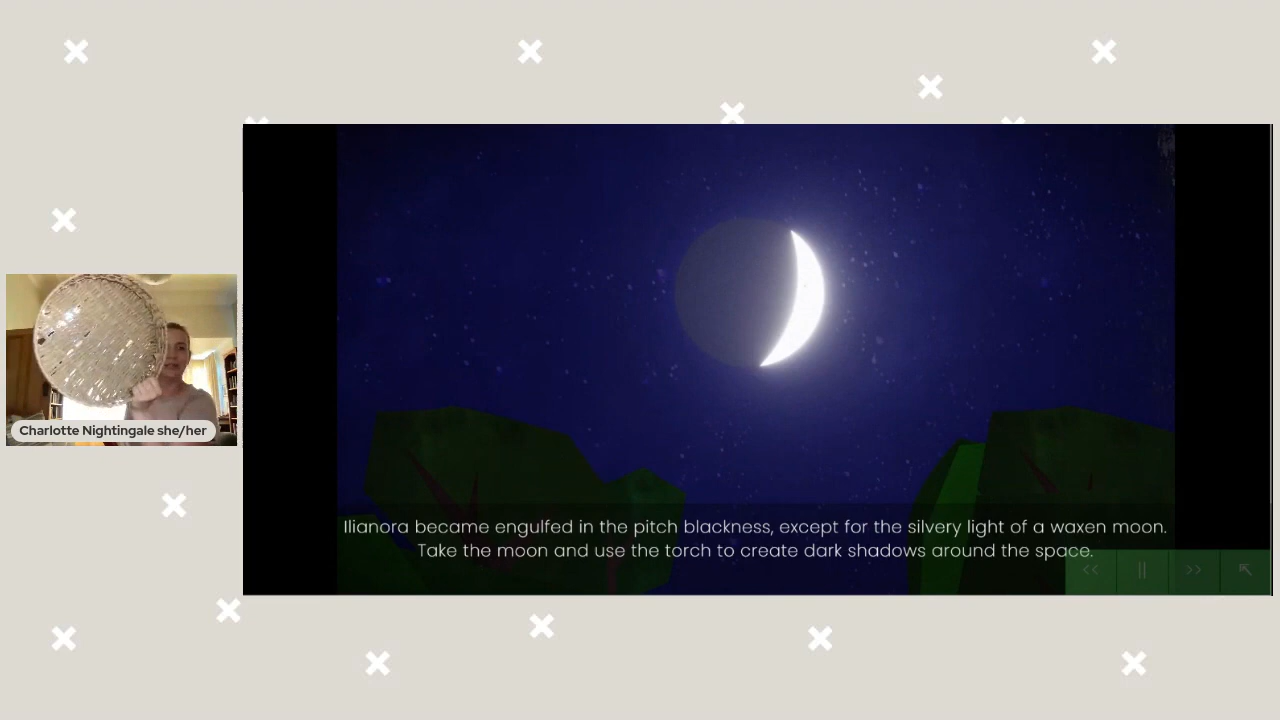 Charlotte Nightingale she/her
Ilianora became engulfed in the pitch blackness, except for the silvery light of a waxen moon.
Take the moon and use the torch to create dark shadows around the space.
<< || >>